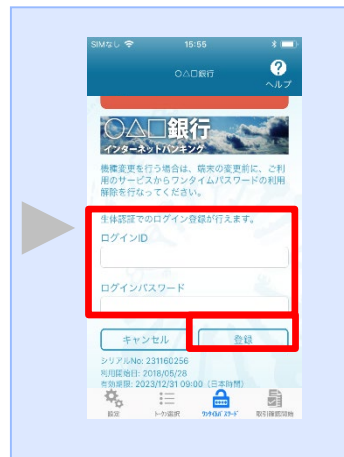 SIMなし 15:55
○△□銀行
ヘルプ
○△□銀行
インターネットバンキング
機種変更を行う場合は、端末の変更前に、ご利
用のサービスからワンタイムパスワードの利用
解除を行なってください。
生体認証でのログイン登録が行えます。
ログインID
ログインパスワード
キャンセル 登録
シリアルNo: 231160256
利用開始日: 2018/05/28
有効期限: 2023/12/31 09:00 (日本時間)
設定 トークン選択 ワンタイムパスワード 取引確認開始